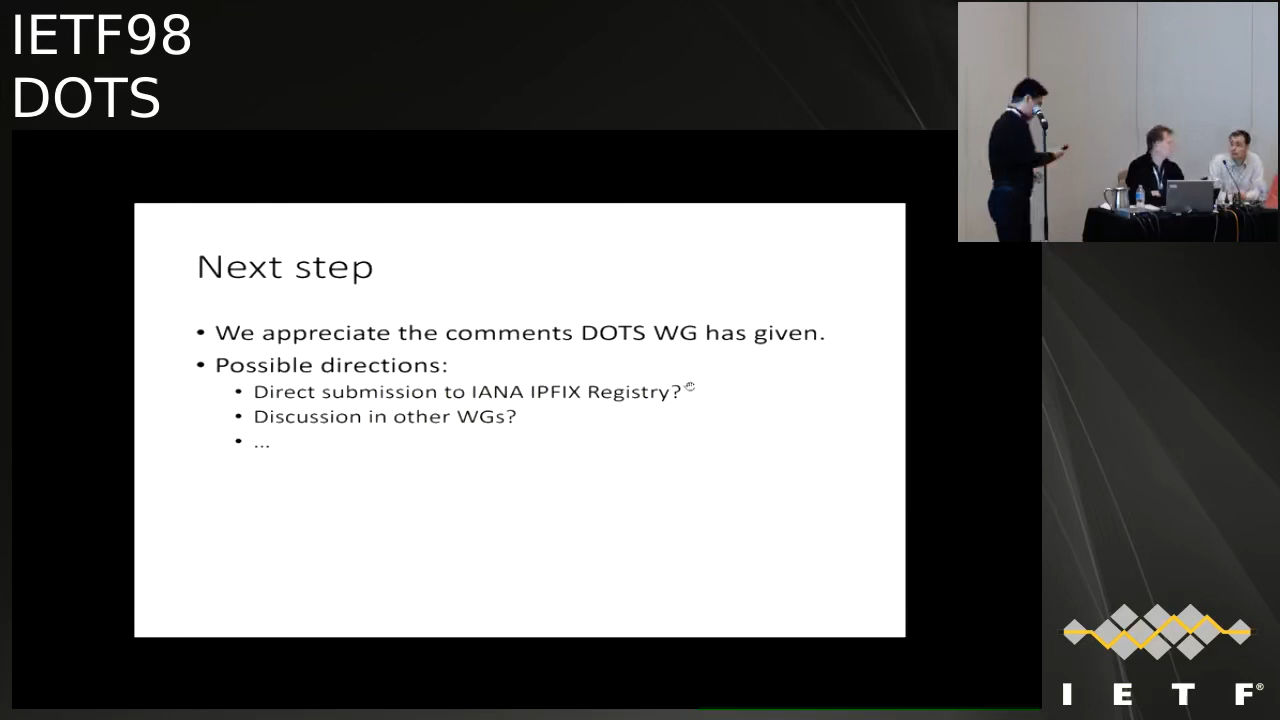 IETF98
DOTS
Next step
• We appreciate the comments DOTS WG has given.
• Possible directions:
• Direct submission to IANA IPFIX Registry?
• Discussion in other WGs?
• ...
I E T F®